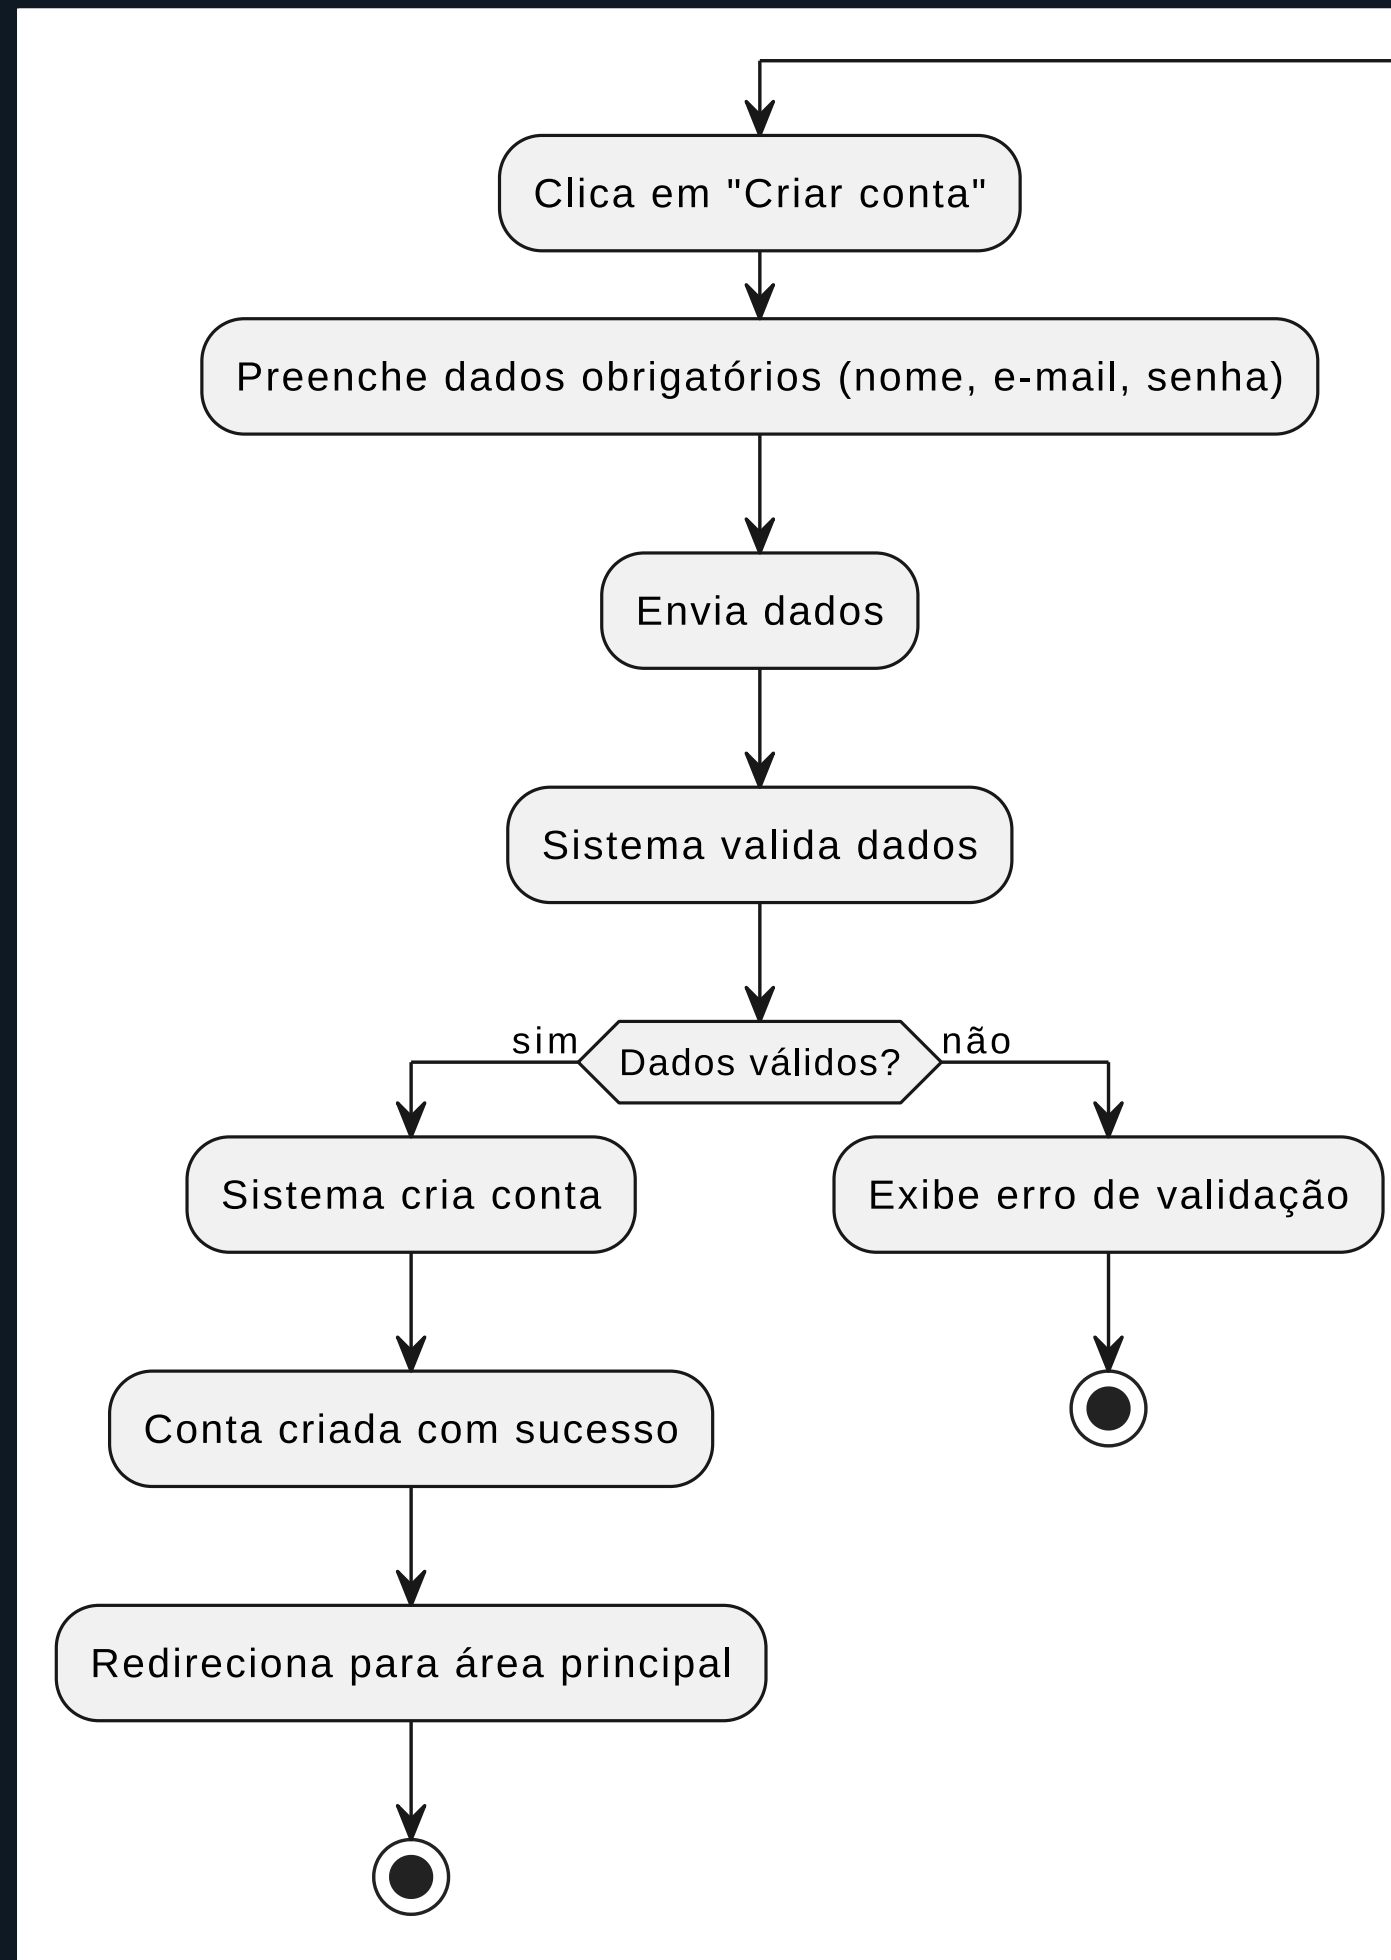 Clica em "Criar conta"
Preenche dados obrigatórios (nome, e-mail, senha)
Envia dados
Sistema valida dados
sim
Dados válidos?
não
Sistema cria conta
Exibe erro de validação
Conta criada com sucesso
Redireciona para área principal